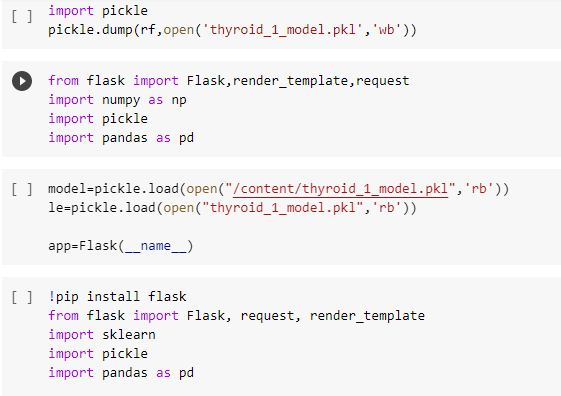 [ ] import pickle
pickle.dump(rf,open('thyroid_1_model.pkl','wb'))
from flask import Flask,render_template,request
import numpy as np
import pickle
import pandas as pd
[ ] model=pickle.load(open("/content/thyroid_1_model.pkl",'rb'))
le=pickle.load(open("thyroid_1_model.pkl",'rb'))
app=Flask(__name__)
[ ] !pip install flask
from flask import Flask, request, render_template
import sklearn
import pickle
import pandas as pd